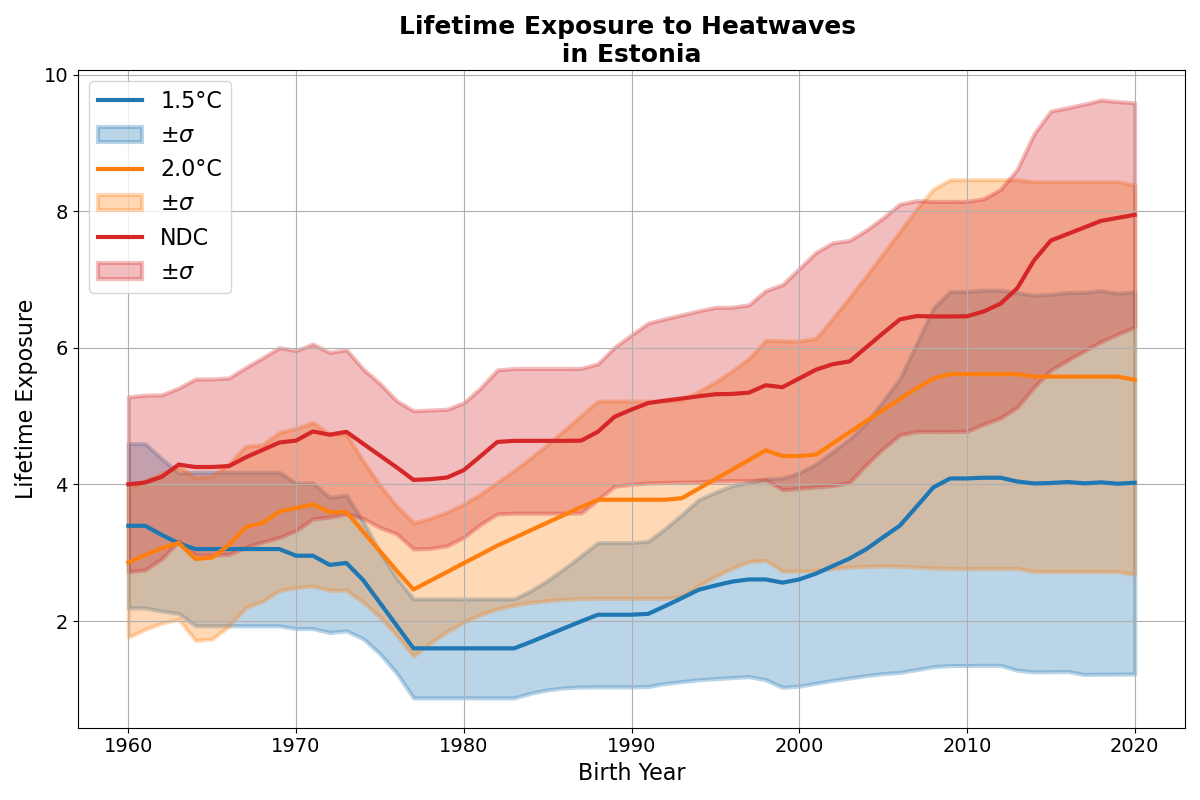 Lifetime Exposure to Heatwaves
in Estonia
10
8
6
4
2
Lifetime Exposure
1.5°C
±σ
2.0°C
±σ
NDC
±σ
1960
1970
1980
1990
2000
2010
2020
Birth Year